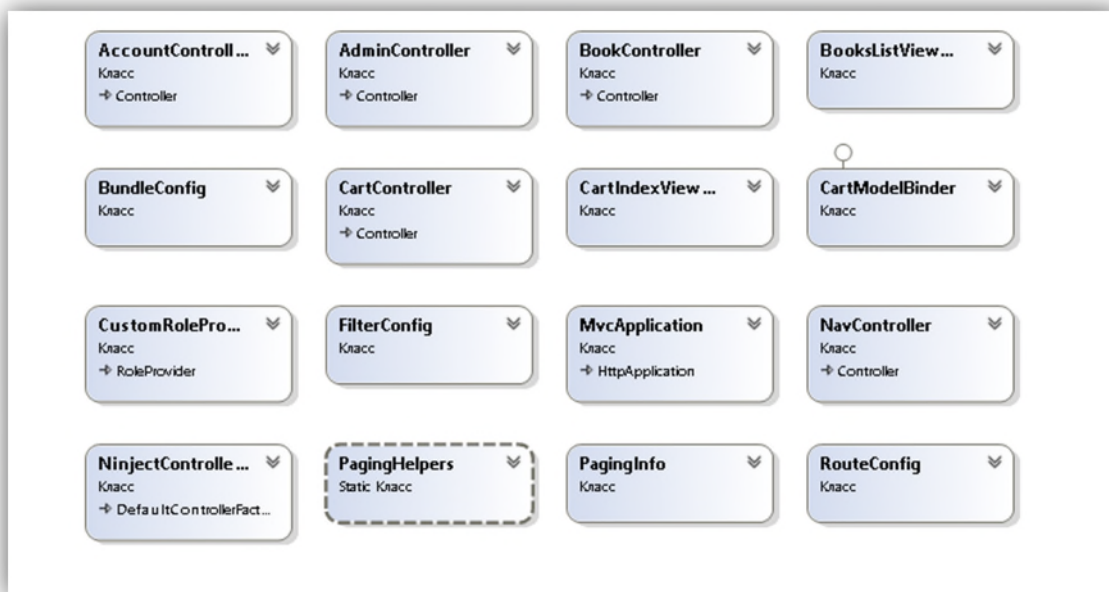 AccountControll...
Класс
Controller
AdminController
Класс
Controller
BookController
Класс
Controller
BooksListView...
Класс
BundleConfig
Класс
CartController
Класс
Controller
CartIndexView...
Класс
CartModelBinder
Класс
CustomRolePro...
Класс
RoleProvider
FilterConfig
Класс
MvcApplication
Класс
HttpApplication
NavController
Класс
Controller
NinjectControlle...
Класс
DefaultControllerFact...
PagingHelpers
Static Класс
PagingInfo
Класс
RouteConfig
Класс